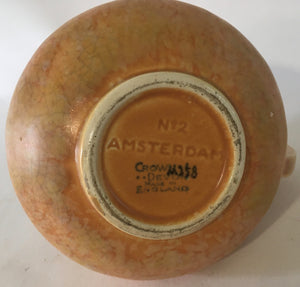 No2
AMSTERDAM
CROWN M358
DEVON
MADE IN
ENGLAND